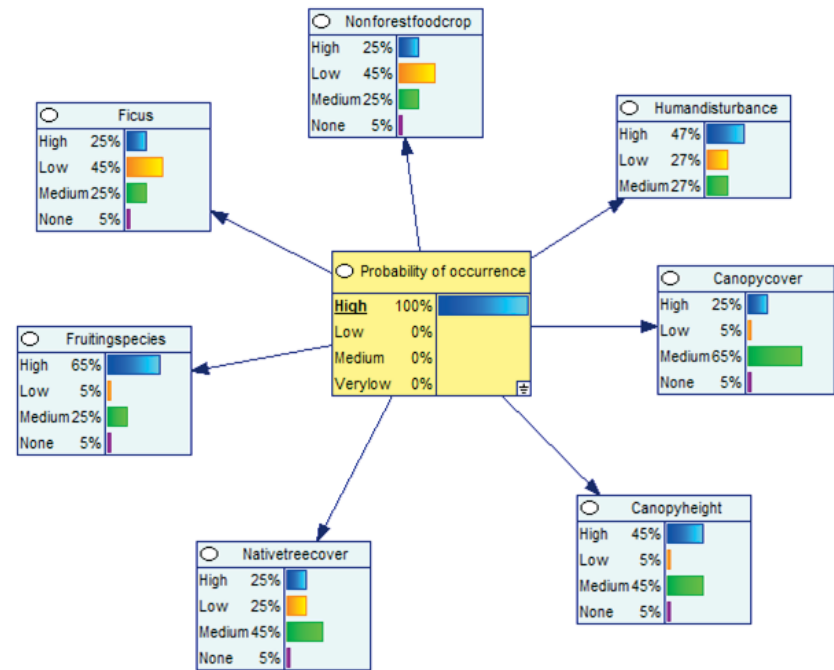 Nonforestfoodcrop
High 25%
Low 45%
Medium 25%
None 5%
Ficus
High 25%
Low 45%
Medium 25%
None 5%
Humandisturbance
High 47%
Low 27%
Medium 27%
Probability of occurrence
High 100%
Low 0%
Medium 0%
Verylow 0%
Canopycover
High 25%
Low 5%
Medium 65%
None 5%
Fruitingspecies
High 65%
Low 5%
Medium 25%
None 5%
Canopyheight
High 45%
Low 5%
Medium 45%
None 5%
Nativetreecover
High 25%
Low 25%
Medium 45%
None 5%